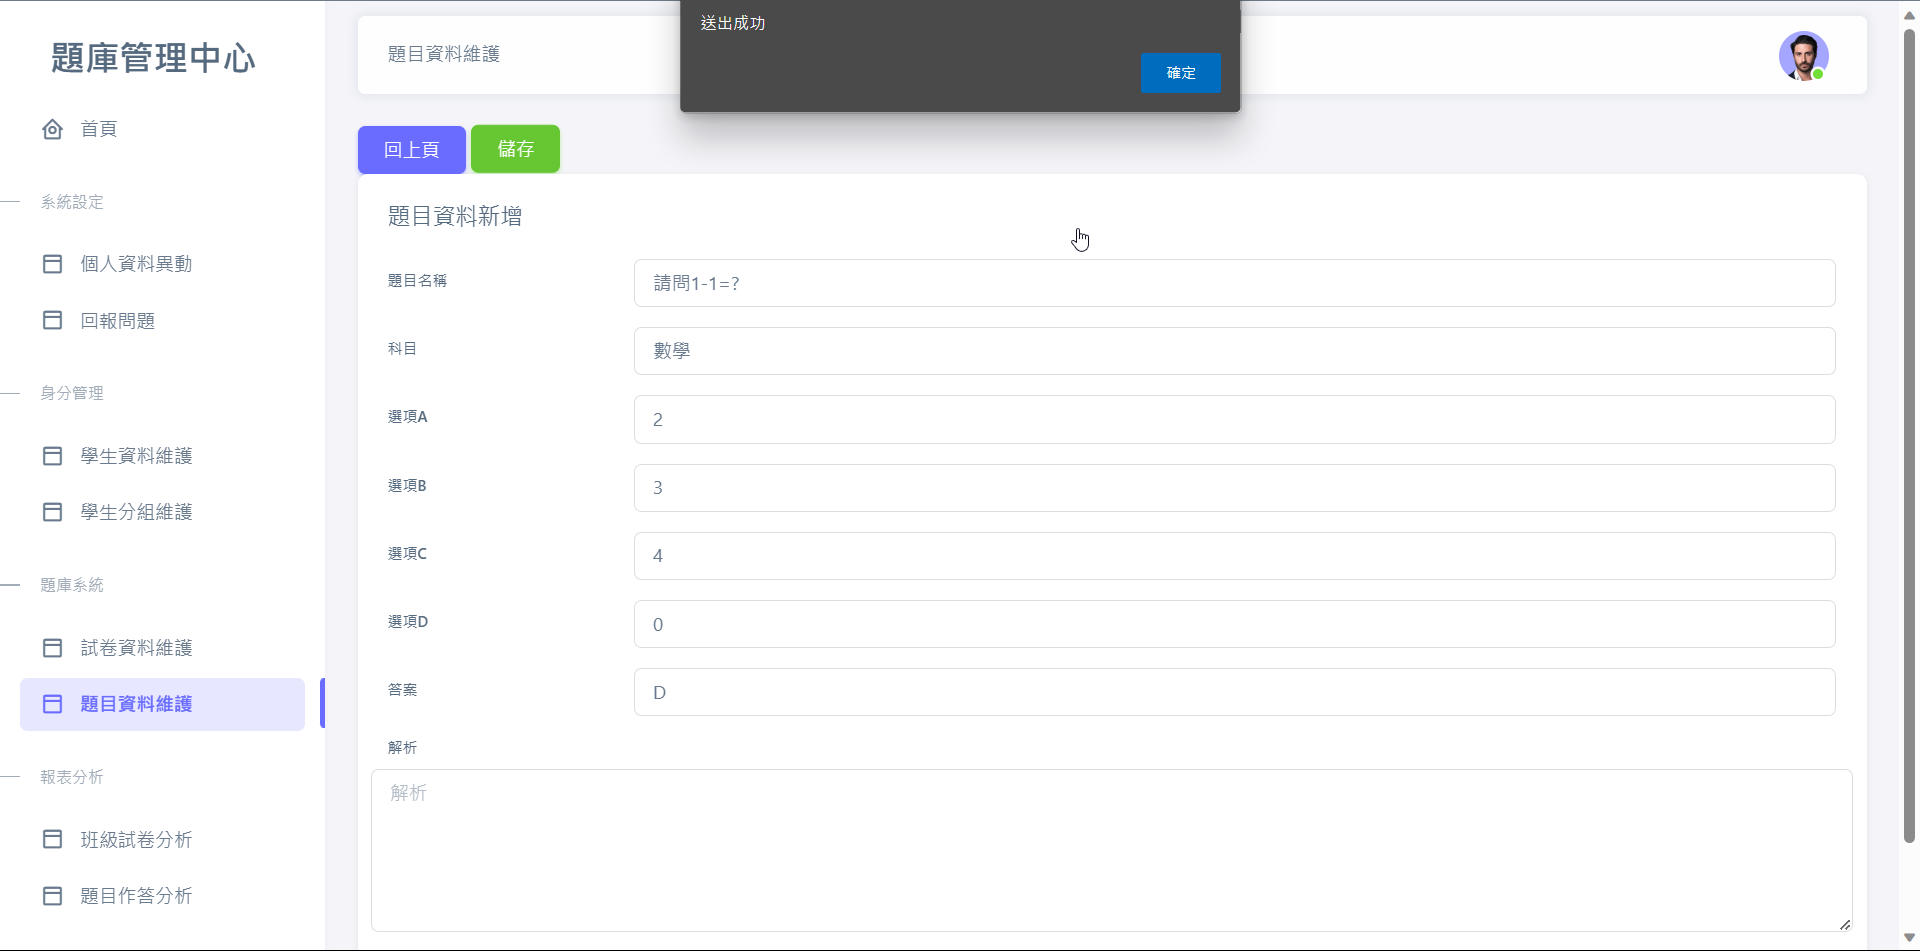 題庫管理中心
首頁
系統設定
個人資料異動
回報問題
身分管理
學生資料維護
學生分組維護
題庫系統
試卷資料維護
題目資料維護
報表分析
班級試卷分析
題目作答分析
送出成功
確定
題目資料維護
回上頁
儲存
題目資料新增
題目名稱
請問1-1=?
科目
數學
選項A
2
選項B
3
選項C
4
選項D
0
答案
D
解析
解析